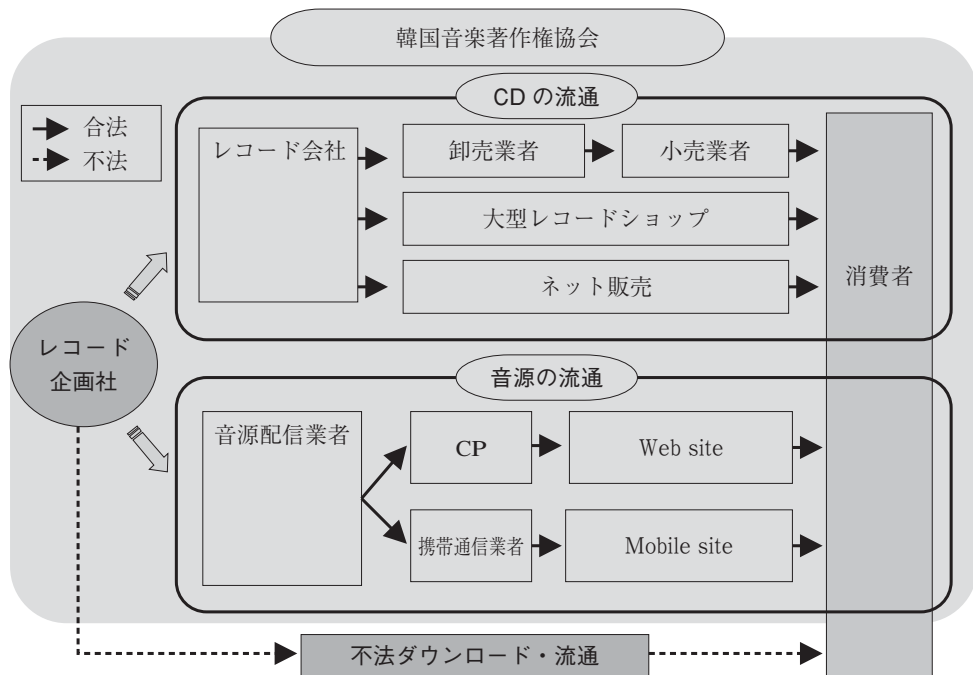 韓国音楽著作権協会
CD の流通
合法
不法
レコード会社
卸売業者
小売業者
大型レコードショップ
ネット販売
消費者
レコード
企画社
音源の流通
音源配信業者
CP
Web site
携帯通信業者
Mobile site
不法ダウンロード・流通